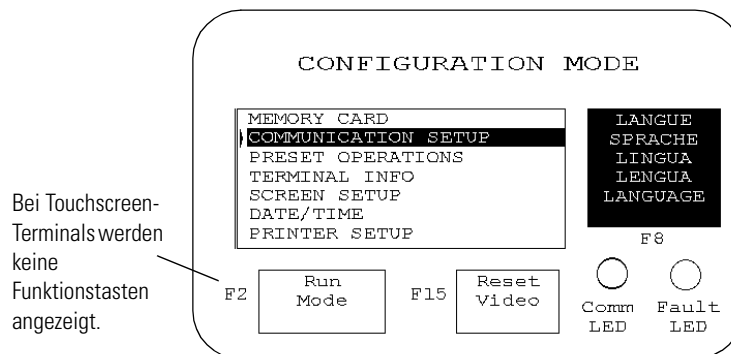 CONFIGURATION MODE
MEMORY CARD
COMMUNICATION SETUP
PRESET OPERATIONS
TERMINAL INFO
SCREEN SETUP
DATE/TIME
PRINTER SETUP
LANGUE
SPRACHE
LINGUA
LENGUA
LANGUAGE
F8
Bei Touchscreen-
Terminals werden
keine
Funktionstasten
angezeigt.
F2
Run
Mode
F15
Reset
Video
Comm
LED
Fault
LED